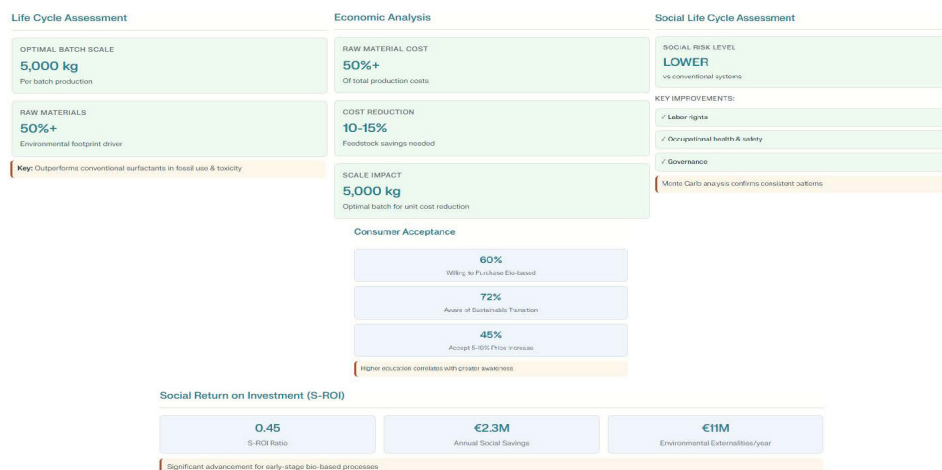 Life Cycle Assessment
OPTIMAL BATCH SCALE
5,000 kg
Per batch production
RAW MATERIALS
50%+
Environmental footprint driver
Key: Outperforms conventional surfactants in fossil use & toxicity
Economic Analysis
RAW MATERIAL COST
50%+
Of total production costs
COST REDUCTION
10-15%
Feedstock savings needed
SCALE IMPACT
5,000 kg
Optimal batch for unit cost reduction
Social Life Cycle Assessment
SOCIAL RISK LEVEL
LOWER
vs conventional systems
KEY IMPROVEMENTS:
✓ Labor rights
✓ Occupational health & safety
✓ Governance
Monte Carlo analysis confirms consistent patterns
Consumer Acceptance
60%
Willing to Purchase Bio-based
72%
Aware of Sustainable Transition
45%
Accept 5-10% Price Increase
Higher education correlates with greater awareness
Social Return on Investment (S-ROI)
0.45
S-ROI Ratio
€2.3M
Annual Social Savings
€11M
Environmental Externalities/year
Significant advancement for early-stage bio-based processes